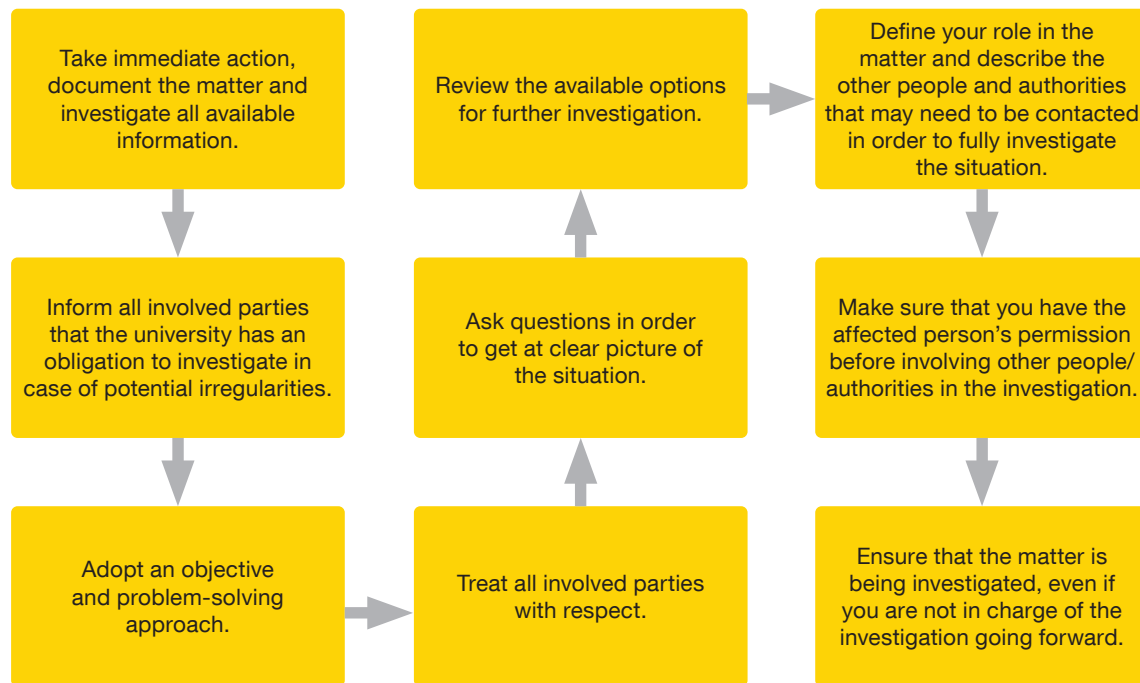 Take immediate action,
document the matter and
investigate all available
information.
Inform all involved parties
that the university has an
obligation to investigate in
case of potential irregularities.
Adopt an objective
and problem-solving
approach.
Treat all involved parties
with respect.
Ask questions in order
to get at clear picture of
the situation.
Review the available options
for further investigation.
Define your role in the
matter and describe the
other people and authorities
that may need to be contacted
in order to fully investigate
the situation.
Make sure that you have the
affected person’s permission
before involving other people/
authorities in the investigation.
Ensure that the matter is
being investigated, even if
you are not in charge of the
investigation going forward.